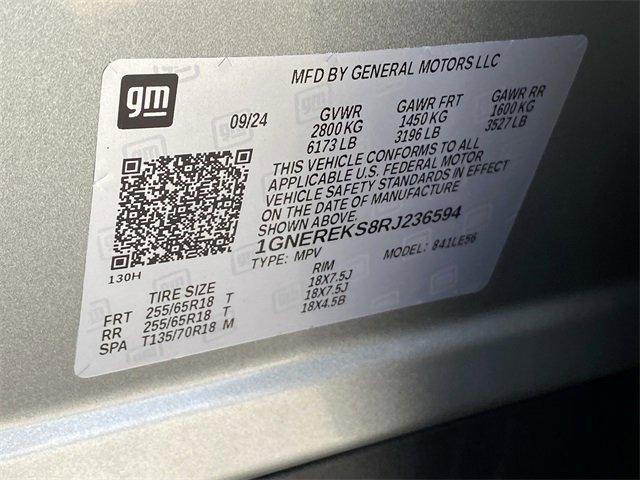 gm
MFD BY GENERAL MOTORS LLC
09/24 GVWR GAWR FRT GAWR RR
2800 KG 1450 KG 1600 KG
6173 LB 3196 LB 3527 LB
THIS VEHICLE CONFORMS TO ALL
APPLICABLE U.S. FEDERAL MOTOR
VEHICLE SAFETY STANDARDS IN EFFECT
ON THE DATE OF MANUFACTURE
SHOWN ABOVE.
1GNEREKS8RJ236594
130H TYPE: MPV MODEL: 841LE56
TIRE SIZE RIM
FRT 255/65R18 T 18X7.5J
RR 255/65R18 T 18X7.5J
SPA T135/70R18 M 18X4.5B